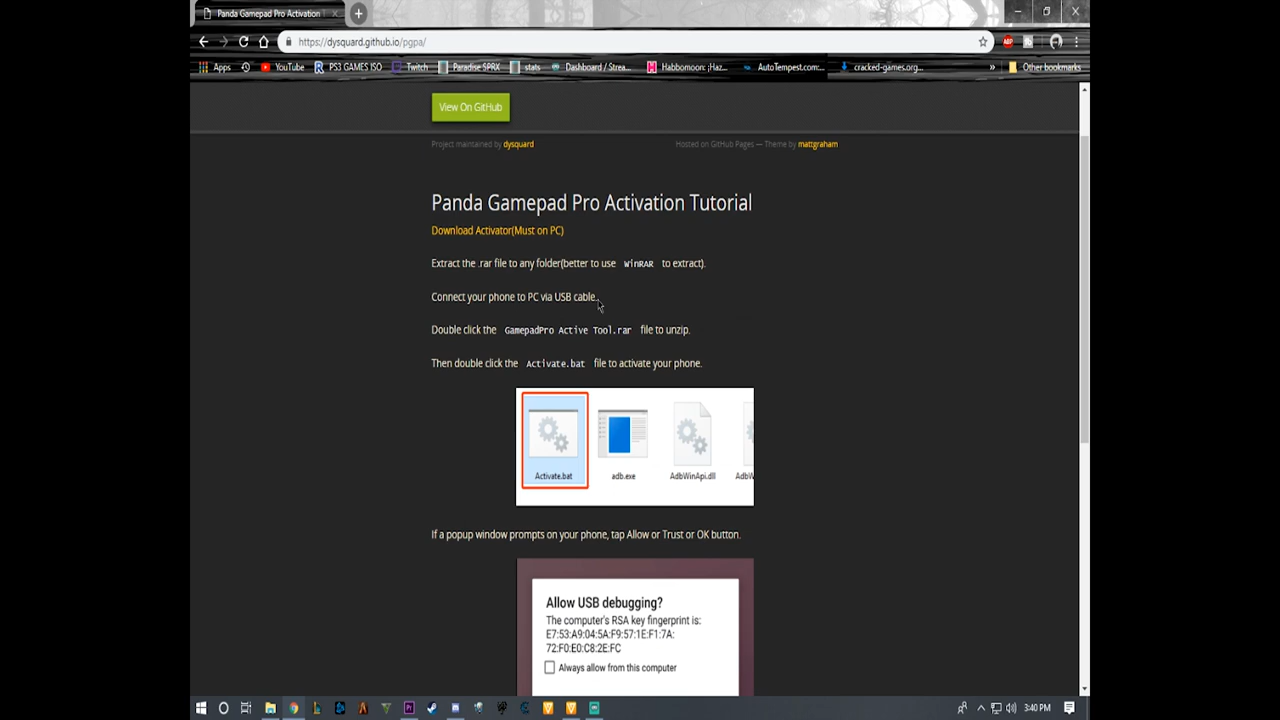 Panda Gamepad Pro Activation
https://dysquard.github.io/pgpa/
ABP
Apps YouTube PS3 GAMES ISO Twitch Paradise SPRX stats Dashboard / Strea... Habbomoon: ¡Haz... AutoTempest.com:... cracked-games.org... » Other bookmarks
View On GitHub
Project maintained by dysquard Hosted on GitHub Pages — Theme by mattgraham
Panda Gamepad Pro Activation Tutorial
Download Activator(Must on PC)
Extract the .rar file to any folder(better to use WinRAR to extract).
Connect your phone to PC via USB cable.
Double click the GamepadPro Active Tool.rar file to unzip.
Then double click the Activate.bat file to activate your phone.
Activate.bat adb.exe AdbWinApi.dll AdbW
If a popup window prompts on your phone, tap Allow or Trust or OK button.
Allow USB debugging?
The computer's RSA key fingerprint is:
E7:53:A9:04:5A:F9:57:1E:F1:7A:
72:F0:E0:C8:2E:FC
Always allow from this computer
3:40 PM